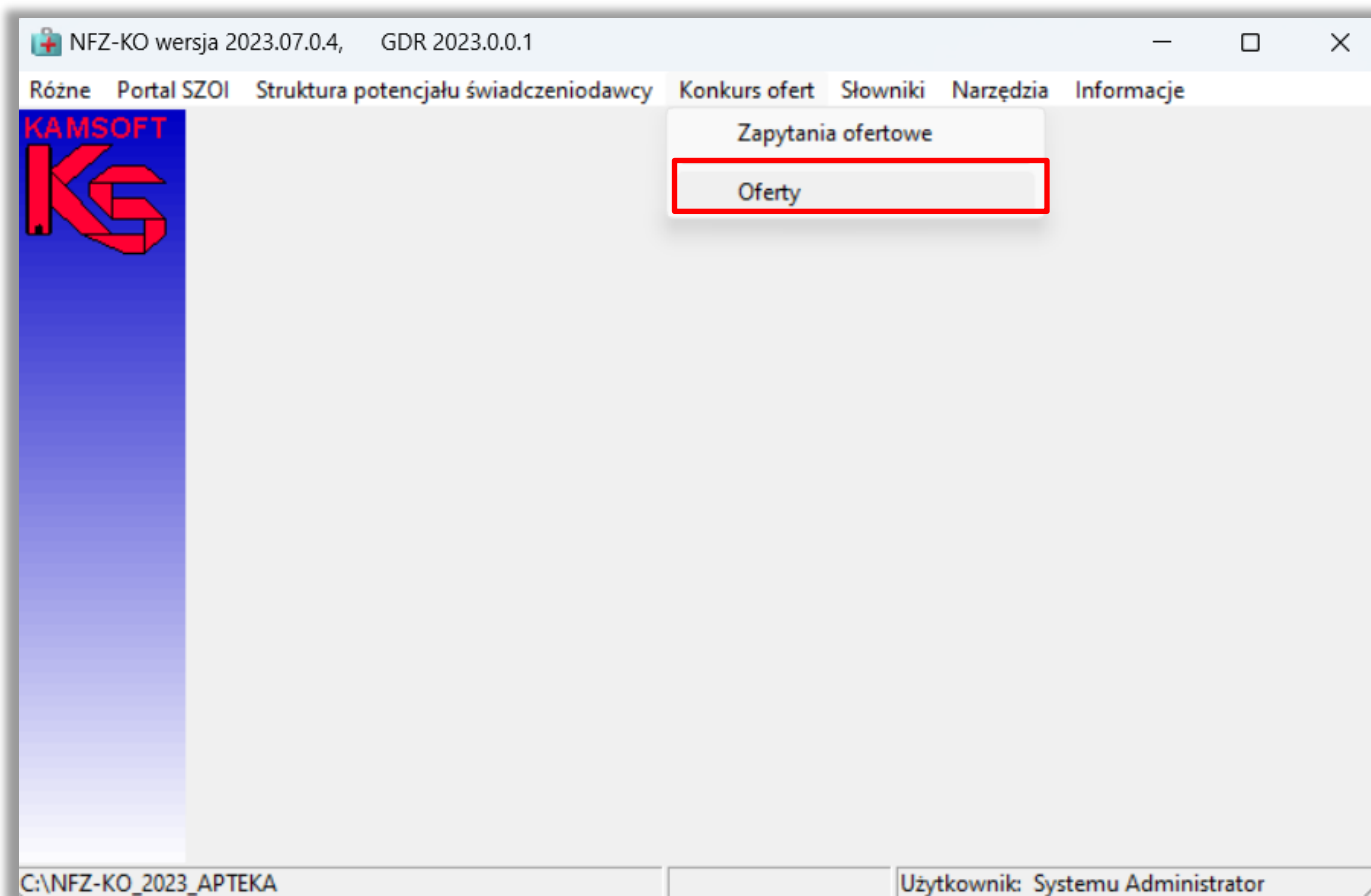 NFZ-KO wersja 2023.07.0.4, GDR 2023.0.0.1
Różne Portal SZOI Struktura potencjału świadczeniodawcy Konkurs ofert Słowniki Narzędzia Informacje
KAMSOFT
KS
Zapytania ofertowe
Oferty
C:\NFZ-KO_2023_APTEKA Użytkownik: Systemu Administrator